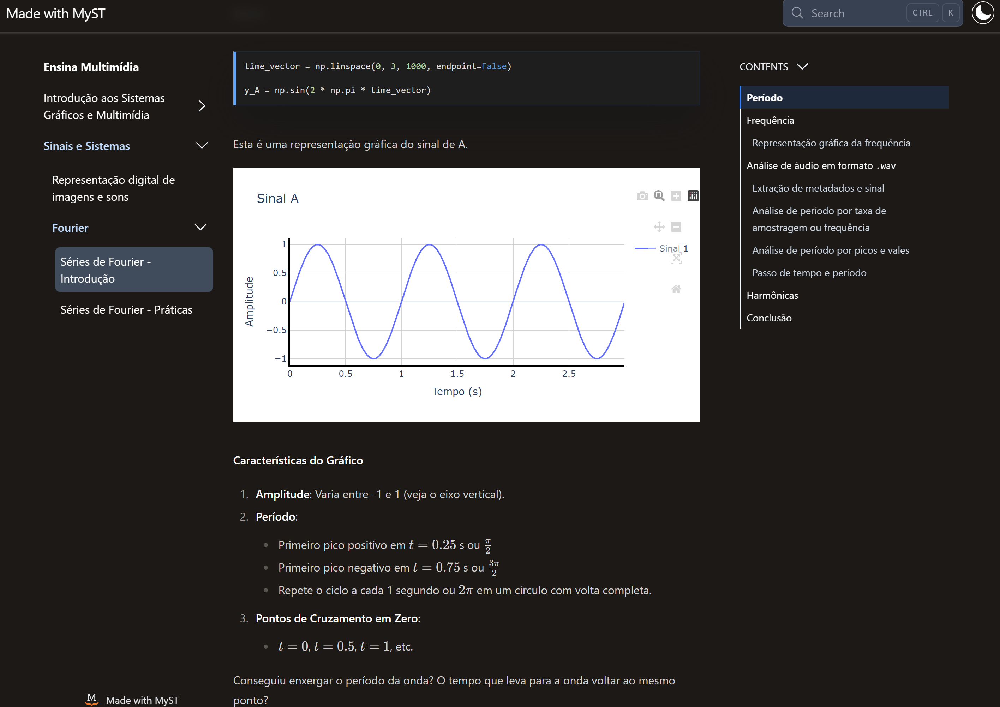 Made with MyST
Search
CTRL
K
Ensina Multimídia
Introdução aos Sistemas
Gráficos e Multimídia
Sinais e Sistemas
Representação digital de
imagens e sons
Fourier
Séries de Fourier -
Introdução
Séries de Fourier - Práticas
Made with MyST
time_vector = np.linspace(0, 3, 1000, endpoint=False)
y_A = np.sin(2 * np.pi * time_vector)
Esta é uma representação gráfica do sinal de A.
Sinal A
Sinal 1
Amplitude
1
0.5
0
−0.5
−1
0 0.5 1 1.5 2 2.5
Tempo (s)
Características do Gráfico
1. Amplitude: Varia entre -1 e 1 (veja o eixo vertical).
2. Período:
• Primeiro pico positivo em t = 0.25 s ou π/2
• Primeiro pico negativo em t = 0.75 s ou 3π/2
• Repete o ciclo a cada 1 segundo ou 2π em um círculo com volta completa.
3. Pontos de Cruzamento em Zero:
• t = 0, t = 0.5, t = 1, etc.
Conseguiu enxergar o período da onda? O tempo que leva para a onda voltar ao mesmo
ponto?
CONTENTS
Período
Frequência
Representação gráfica da frequência
Análise de áudio em formato .wav
Extração de metadados e sinal
Análise de período por taxa de
amostragem ou frequência
Análise de período por picos e vales
Passo de tempo e período
Harmônicas
Conclusão